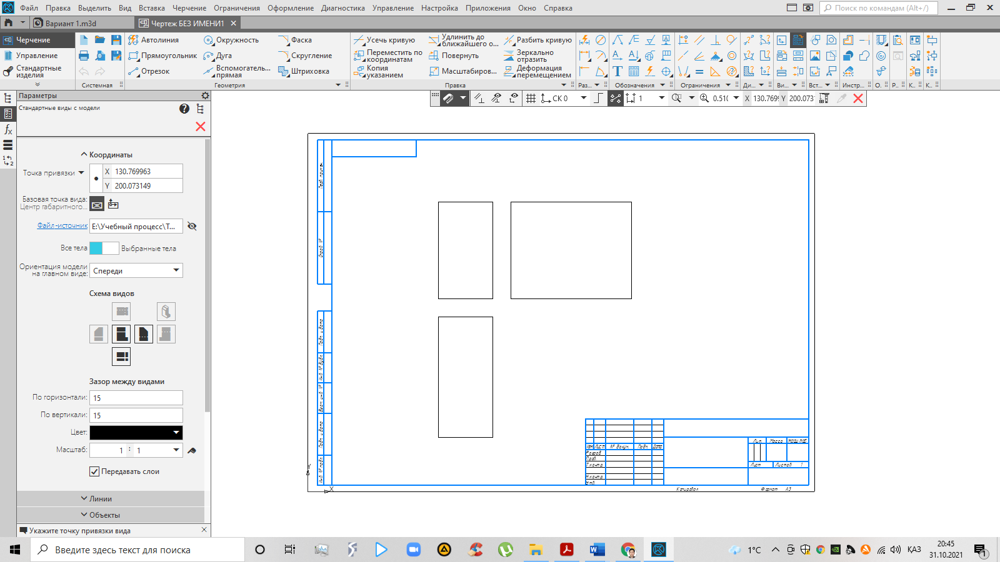 Файл Правка Выделить Вид Вставка Черчение Ограничения Оформление Диагностика Управление Настройка Приложения Окно Справка
Поиск по командам (Alt+/)
Вариант 1.m3d
Чертеж БЕЗ ИМЕНИ1
Черчение
Управление
Стандартные изделия
Системная
Автолиния
Прямоугольник
Отрезок
Окружность
Дуга
Вспомогатель... прямая
Фаска
Скругление
Штриховка
Геометрия
Усечь кривую
Переместить по координатам
Копия указанием
Удлинить до ближайшего о...
Повернуть
Масштабиров...
Разбить кривую
Зеркально отразить
Деформация перемещением
Правка
Раз...
Обозначения
Ограничения
Ди...
Ви...
Вст...
Инстр...
О...
Р...
К...
К...
Параметры
Стандартные виды с модели
СК 0
1
0.510
X 130.7699
Y 200.0731
Координаты
Точка привязки
X 130.769963
Y 200.073149
Базовая точка вида:
Центр габаритного...
Файл-источник
E:\Учебный процесс\Т...
Все тела
Выбранные тела
Ориентация модели на главном виде:
Спереди
Схема видов
Зазор между видами
По горизонтали: 15
По вертикали: 15
Цвет:
Масштаб: 1 : 1
Передавать слои
Линии
Объекты
Укажите точку привязки вида
Перв. примен.
Справ. №
Подп. и дата
Инв. № дубл.
Взам. инв. №
Подп. и дата
Инв. № подл.
Y
X
Изм. Лист № докум. Подп. Дата
Разраб.
Пров.
Т.контр.
Н.контр.
Утв.
Лит. Масса Масштаб
Лист Листов 1
Копировал
Формат A3
Введите здесь текст для поиска
1°C
ҚАЗ
20:45
31.10.2021
1